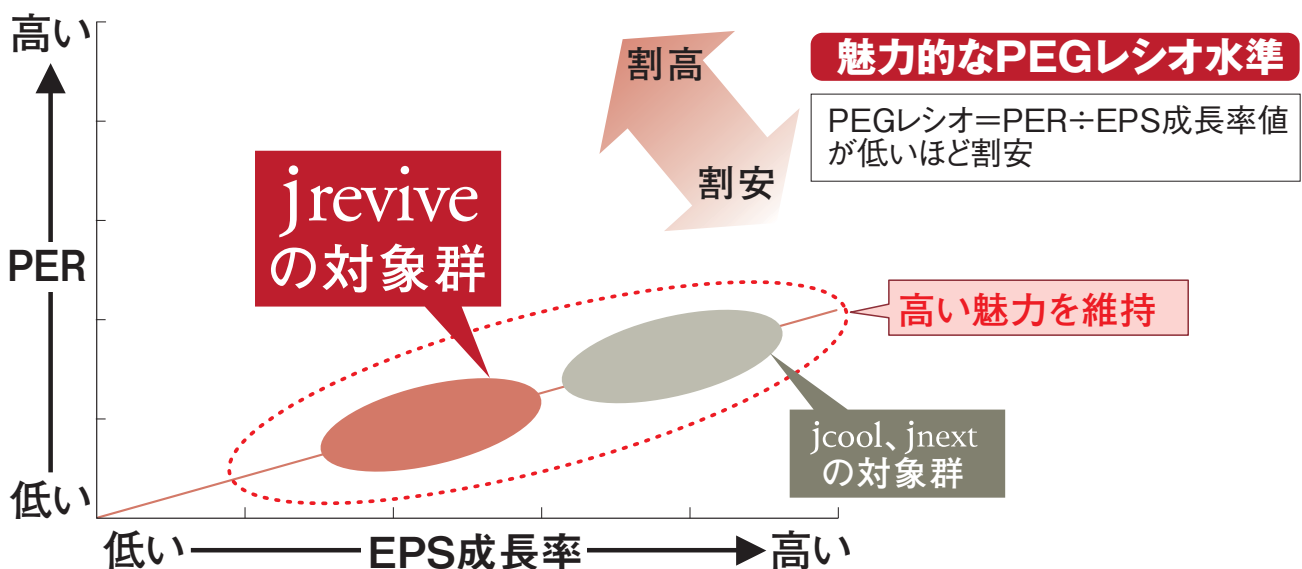 高い
PER
低い
低い
EPS成長率
高い
割高
割安
魅力的なPEGレシオ水準
PEGレシオ=PER÷EPS成長率値
が低いほど割安
jrevive
の対象群
高い魅力を維持
jcool、jnext
の対象群